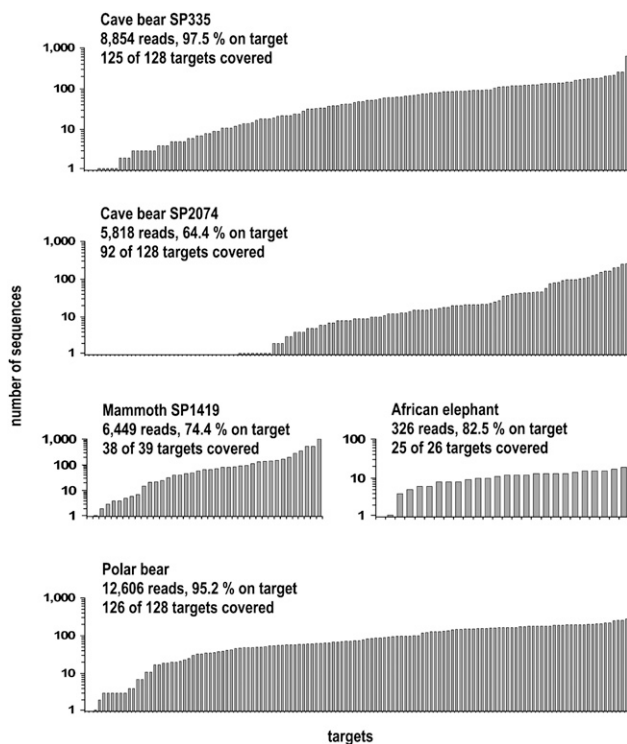 Cave bear SP335
8,854 reads, 97.5 % on target
125 of 128 targets covered
1,000
100
10
1
Cave bear SP2074
5,818 reads, 64.4 % on target
92 of 128 targets covered
1,000
100
10
1
number of sequences
Mammoth SP1419
6,449 reads, 74.4 % on target
38 of 39 targets covered
1,000
100
10
1
African elephant
326 reads, 82.5 % on target
25 of 26 targets covered
100
10
1
Polar bear
12,606 reads, 95.2 % on target
126 of 128 targets covered
1,000
100
10
1
targets